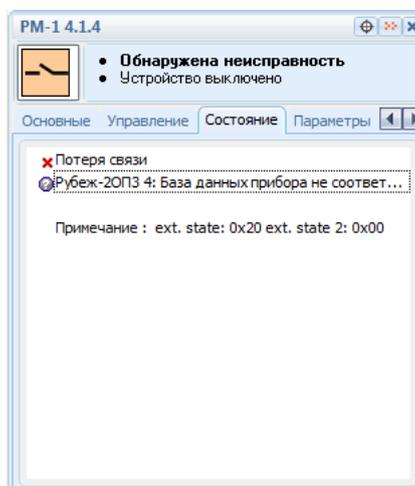 РМ-1 4.1.4
Обнаружена неисправность
Устройство выключено
Основные Управление Состояние Параметры
Потеря связи
Рубеж-2ОПЗ 4: База данных прибора не соответ...
Примечание : ext. state: 0x20 ext. state 2: 0x00